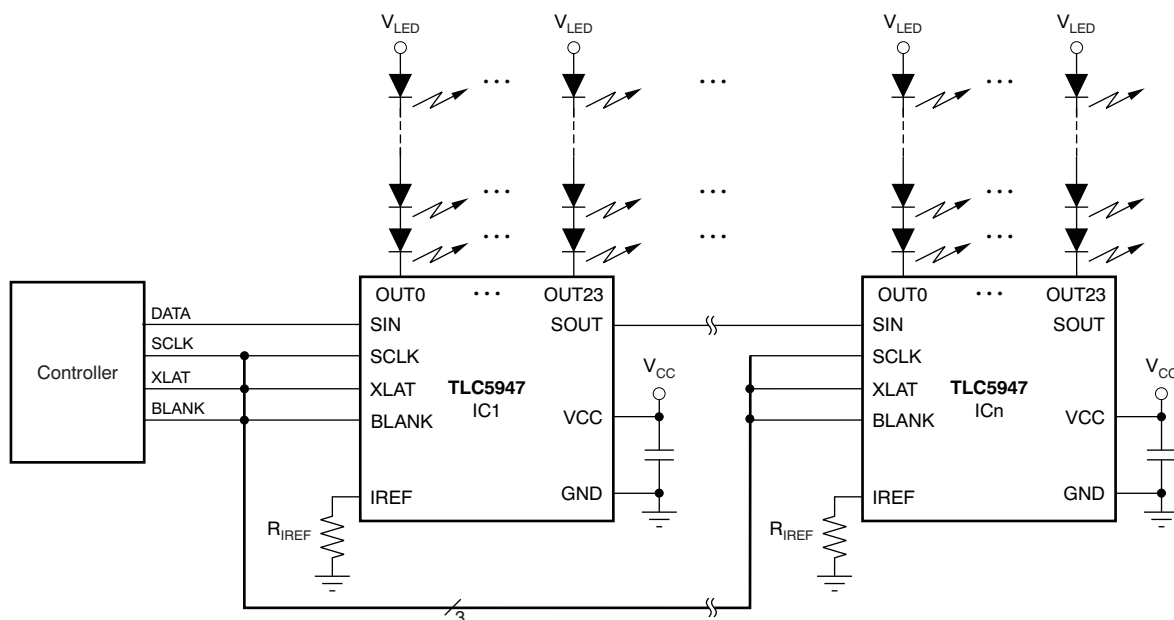 VLED VLED VLED VLED
... ... ... ...
... ... ... ...
... ... ... ...
OUT0 ... OUT23 OUT0 ... OUT23
DATA SIN SOUT SIN SOUT
SCLK SCLK SCLK
Controller XLAT XLAT TLC5947 VCC XLAT TLC5947 VCC
IC1 ICn
BLANK BLANK VCC BLANK VCC
IREF GND IREF GND
RIREF RIREF
3